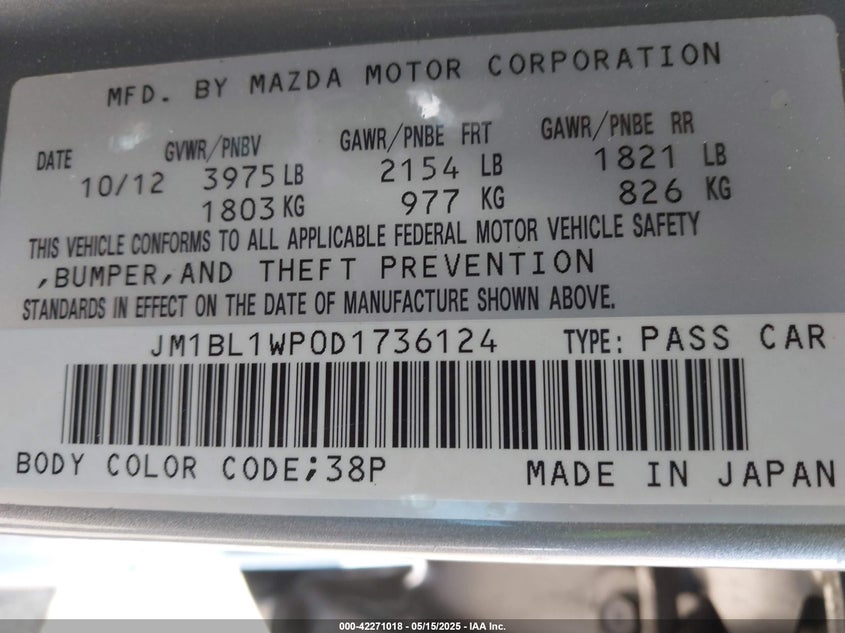 MFD. BY MAZDA MOTOR CORPORATION
DATE GVWR/PNBV GAWR/PNBE FRT GAWR/PNBE RR
10/12 3975 LB 2154 LB 1821 LB
1803 KG 977 KG 826 KG
THIS VEHICLE CONFORMS TO ALL APPLICABLE FEDERAL MOTOR VEHICLE SAFETY
,BUMPER,AND THEFT PREVENTION
STANDARDS IN EFFECT ON THE DATE OF MANUFACTURE SHOWN ABOVE.
JM1BL1WP0D1736124 TYPE: PASS CAR
BODY COLOR CODE;38P MADE IN JAPAN
000-42271018 - 05/15/2025 - IAA Inc.